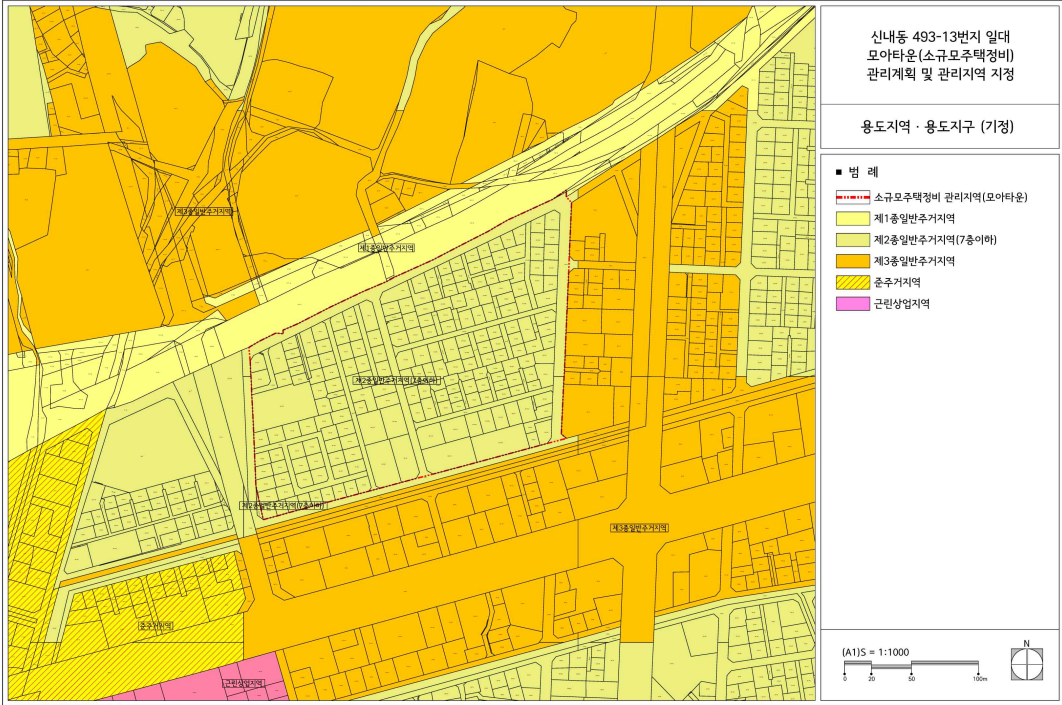 신내동 493-13번지 일대
모아타운(소규모주택정비)
관리계획 및 관리지역 지정
용도지역 · 용도지구 (기정)
■ 범 례
소규모주택정비 관리지역(모아타운)
제1종일반주거지역
제2종일반주거지역(7층이하)
제3종일반주거지역
준주거지역
근린상업지역
제3종일반주거지역
제1종일반주거지역
제2종일반주거지역(7층이하)
제2종일반주거지역(7층이하)
제3종일반주거지역
준주거지역
근린상업지역
(A1)S = 1:1000
0 20 50 100m
N